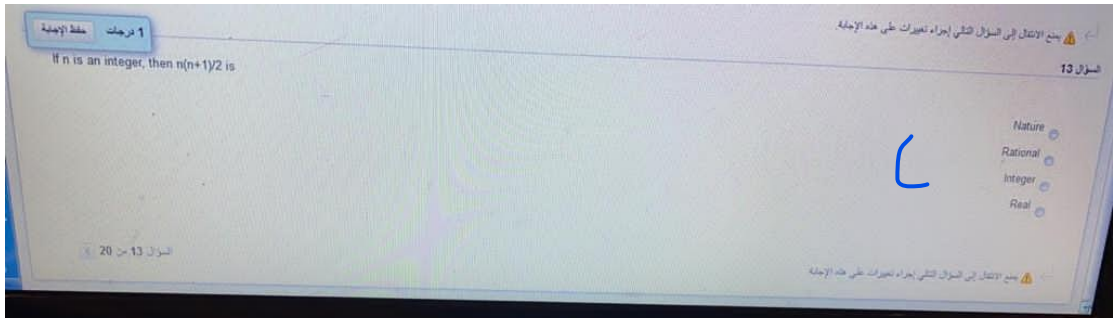 يمنع الانتقال إلى السؤال التالي إجراء تغييرات على هذه الإجابة.
1 درجات
حفظ الإجابة
السؤال 13
If n is an integer, then n(n+1)/2 is
Nature
Rational
Integer
Real
السؤال 13 من 20
يمنع الانتقال إلى السؤال التالي إجراء تغييرات على هذه الإجابة